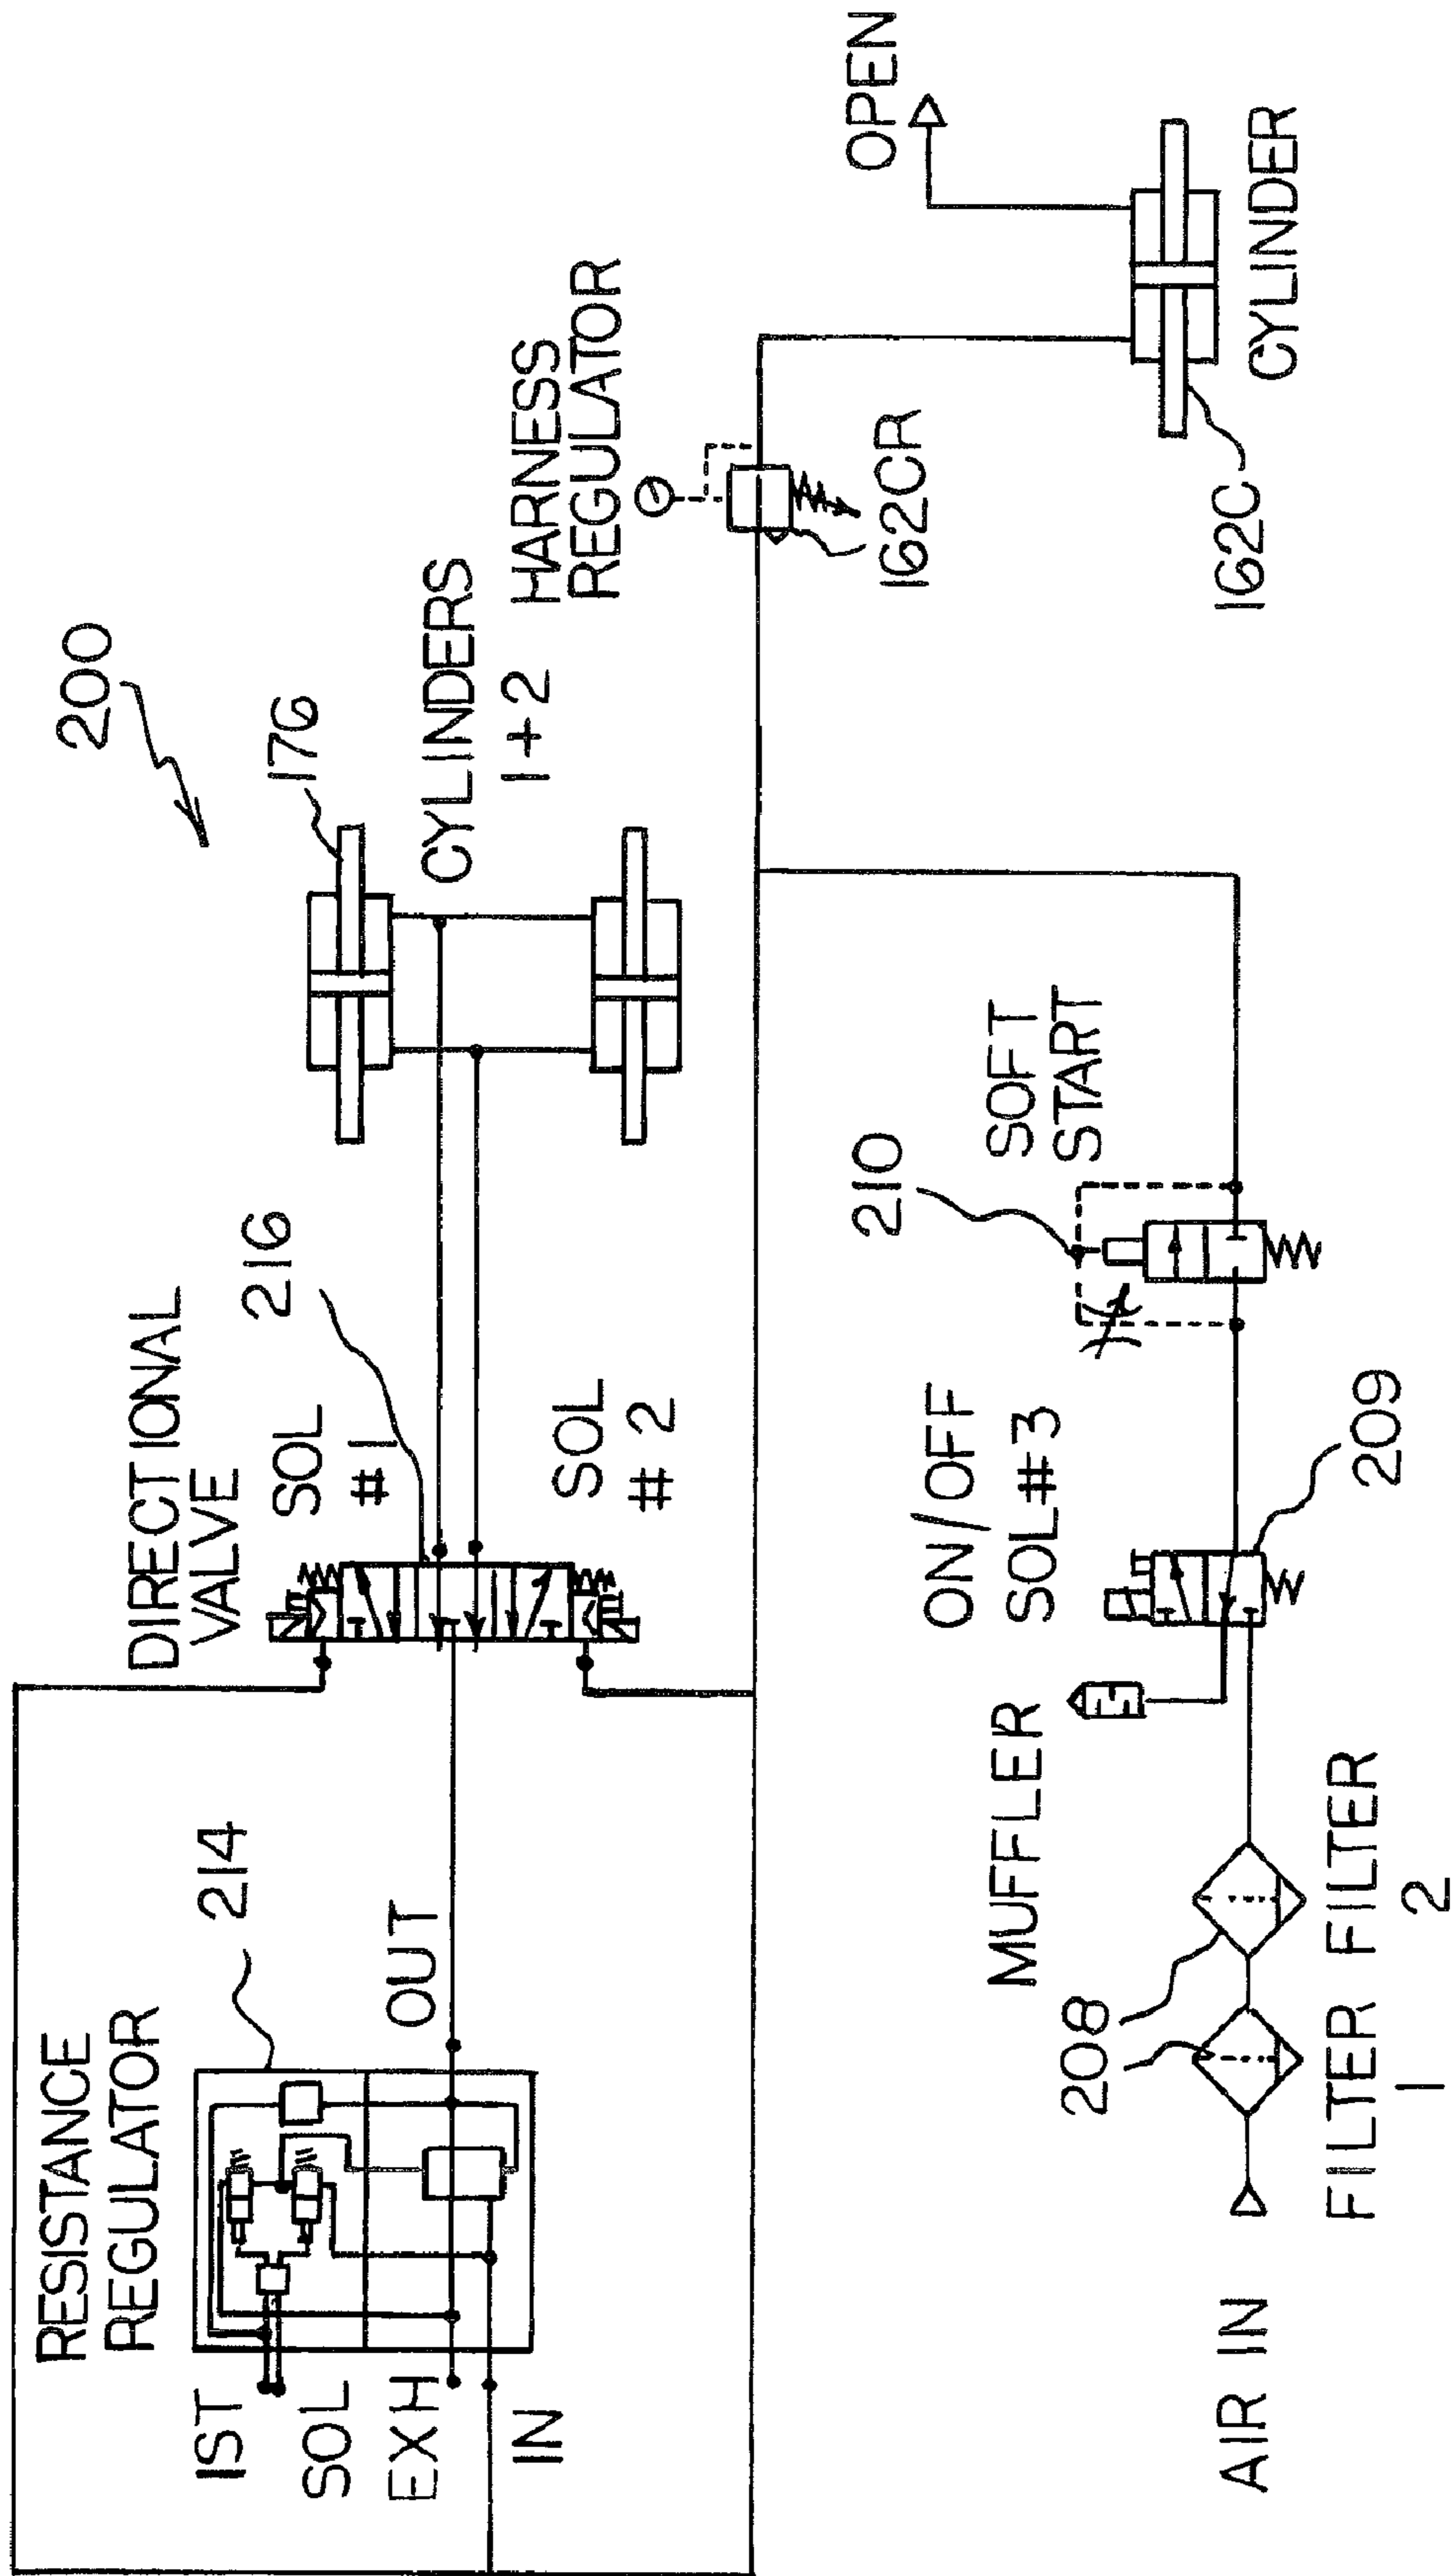 200
RESISTANCE
REGULATOR
214
IST
SOL
EXH
IN
OUT
DIRECTIONAL
VALVE
SOL
# 1
216
SOL
# 2
176
CYLINDERS
1+2
HARNESS
REGULATOR
162CR
OPEN
162C
CYLINDER
AIR IN
208
FILTER
1
FILTER
2
MUFFLER
ON/OFF
SOL#3
209
210
SOFT
START